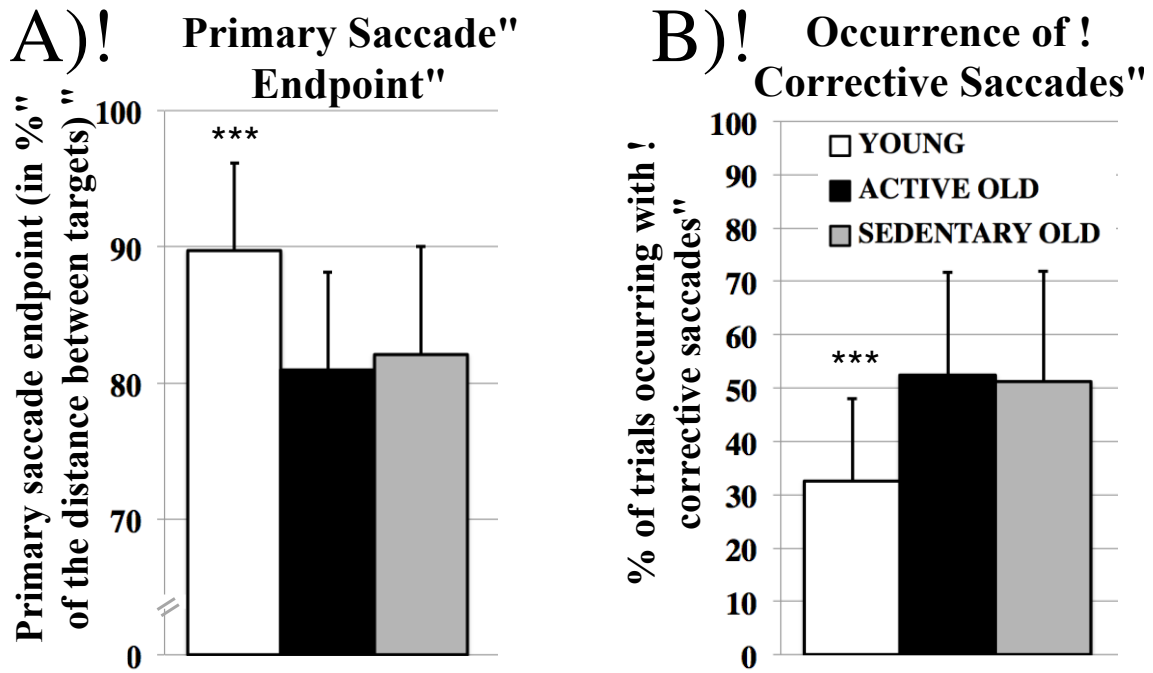 A)!
Primary Saccade"
Endpoint"
Primary saccade endpoint (in %"
of the distance between targets)"
100
90
80
70
0
***
B)!
Occurrence of !
Corrective Saccades"
% of trials occurring with !
corrective saccades"
100
90
80
70
60
50
40
30
20
10
0
YOUNG
ACTIVE OLD
SEDENTARY OLD
***